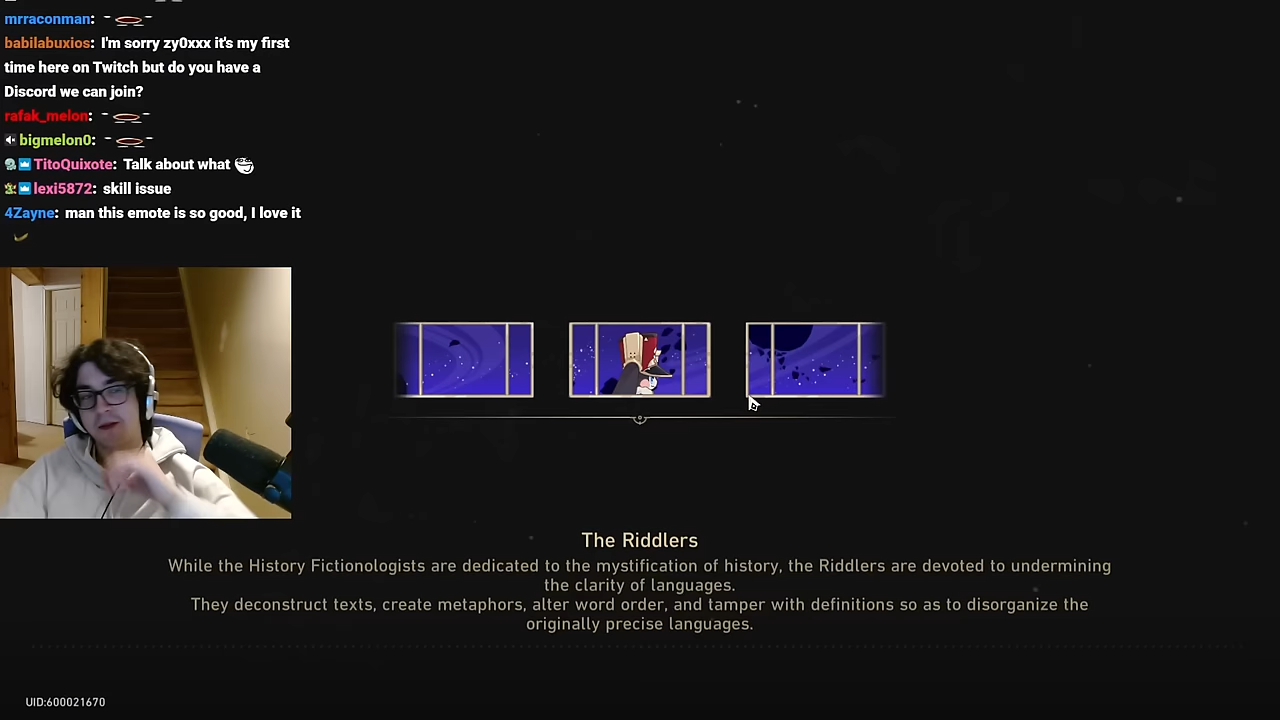 mrraconman:
babilabuxios: I'm sorry zy0xxx it's my first
time here on Twitch but do you have a
Discord we can join?
rafak_melon:
bigmelon0:
TitoQuixote: Talk about what
lexi5872: skill issue
4Zayne: man this emote is so good, I love it
The Riddlers
While the History Fictionologists are dedicated to the mystification of history, the Riddlers are devoted to undermining
the clarity of languages.
They deconstruct texts, create metaphors, alter word order, and tamper with definitions so as to disorganize the
originally precise languages.
UID:600021670